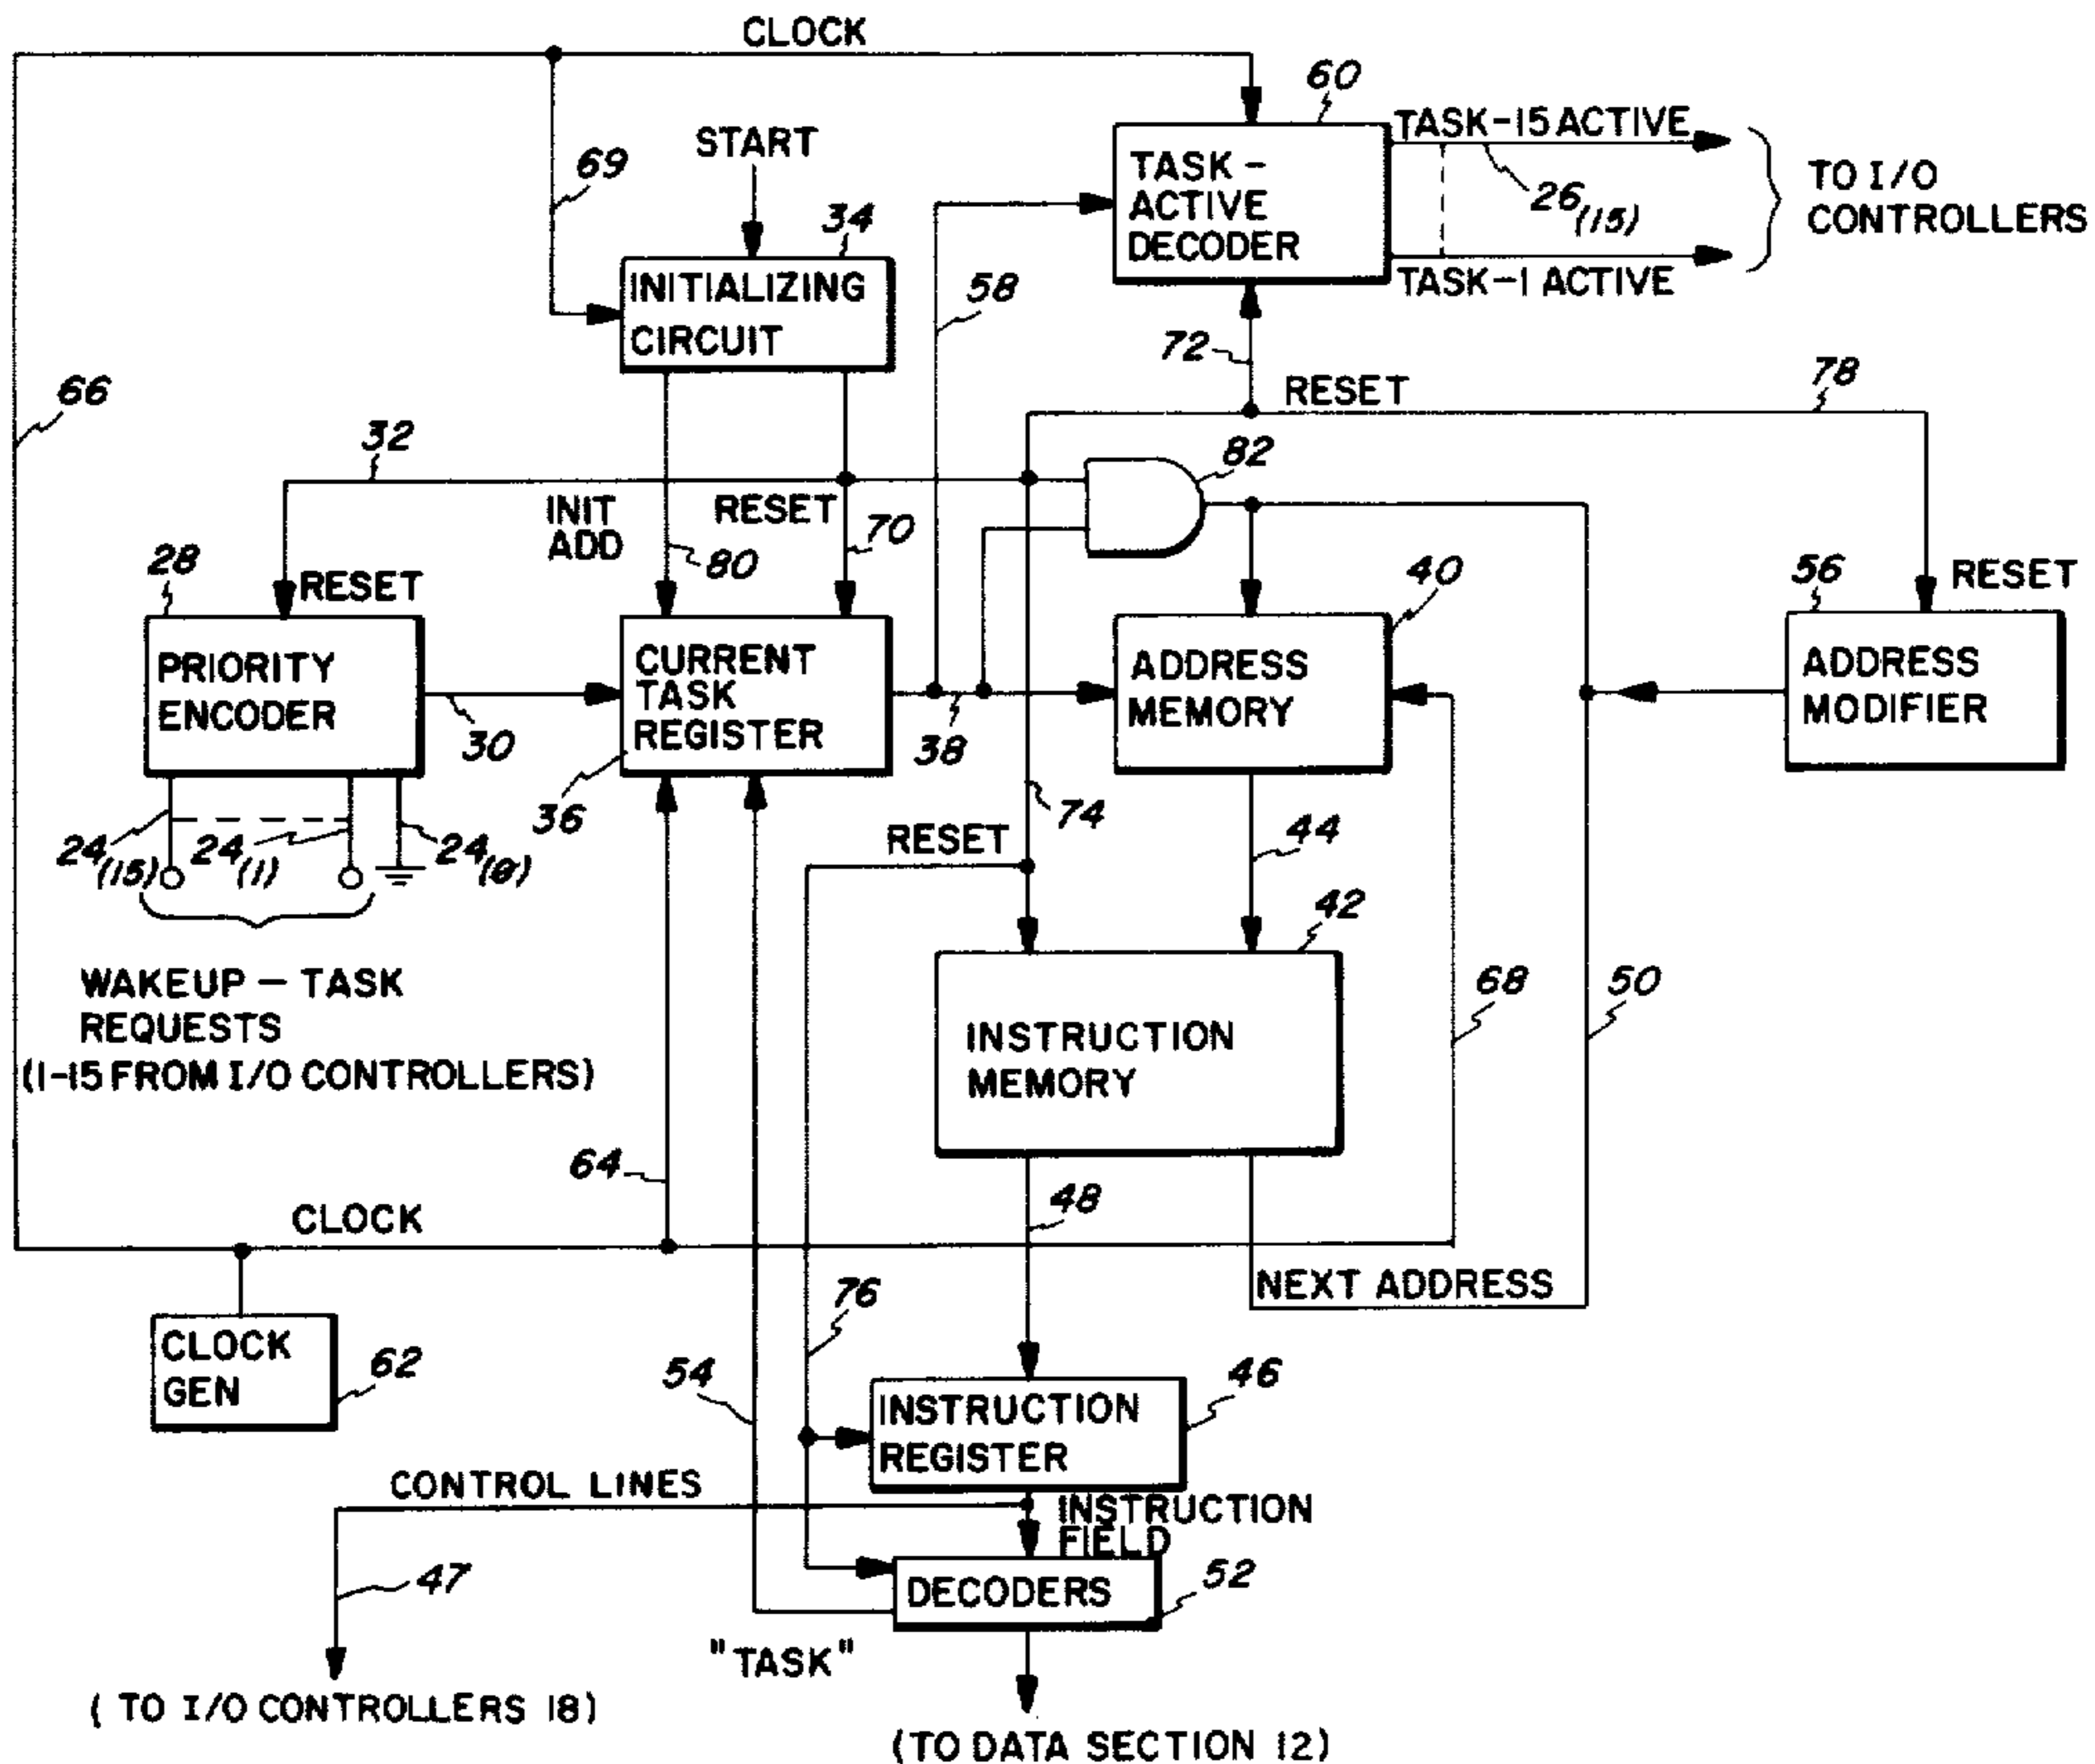 CLOCK
60
TASK-15 ACTIVE
START
69
TASK-
ACTIVE
DECODER
26 (15)
TO I/O
CONTROLLERS
34
INITIALIZING
CIRCUIT
58
TASK-1 ACTIVE
72
RESET
78
66
32
82
INIT
ADD
RESET
70
80
28
RESET
40
56
RESET
PRIORITY
ENCODER
30
CURRENT
TASK
REGISTER
38
ADDRESS
MEMORY
ADDRESS
MODIFIER
36
74
24 (15)
24 (1)
24 (0)
RESET
44
42
WAKEUP - TASK
REQUESTS
(1-15 FROM I/O CONTROLLERS)
INSTRUCTION
MEMORY
68
50
64
48
CLOCK
NEXT ADDRESS
76
CLOCK
GEN
62
54
INSTRUCTION
REGISTER
46
CONTROL LINES
INSTRUCTION
FIELD
47
DECODERS
52
"TASK"
(TO I/O CONTROLLERS 18)
(TO DATA SECTION 12)